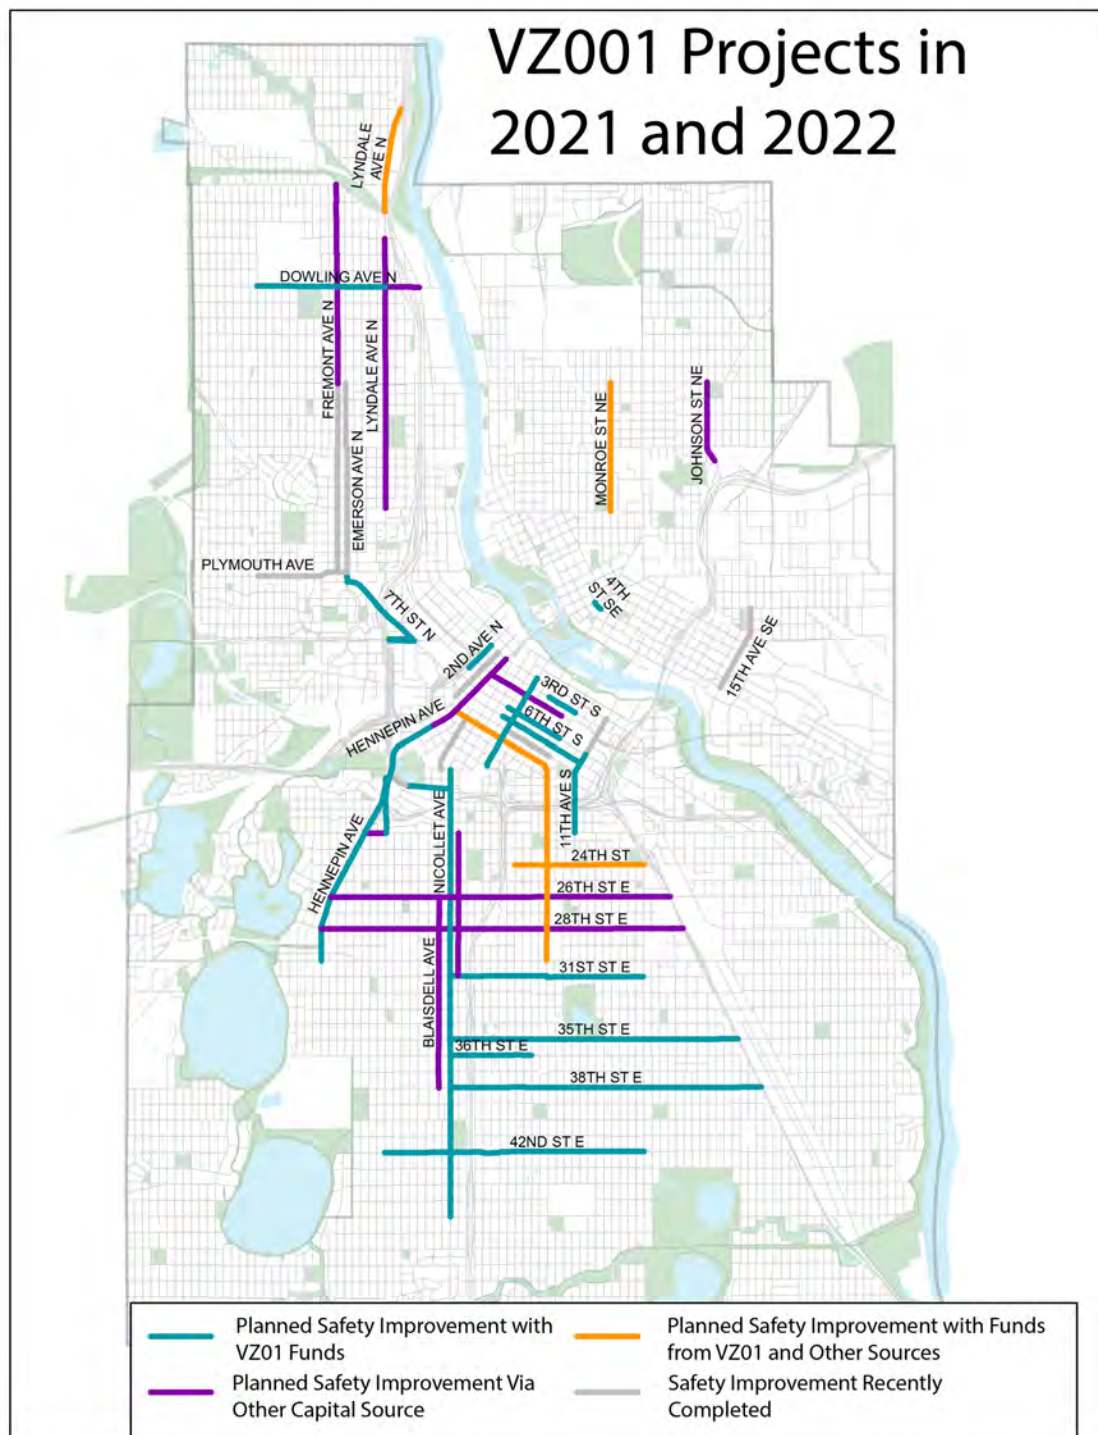 VZ001 Projects in
2021 and 2022
LYNDALE
AVE N
DOWLING AVE N
FREMONT AVE N
LYNDALE AVE N
EMERSON AVE N
MONROE ST NE
JOHNSON ST NE
PLYMOUTH AVE
7TH ST N
4TH
ST SE
2ND AVE N
15TH AVE SE
3RD ST S
6TH ST S
HENNEPIN AVE
11TH AVE S
NICOLLET AVE
HENNEPIN AVE
24TH ST
26TH ST E
28TH ST E
BLAISDELL AVE
31ST ST E
35TH ST E
36TH ST E
38TH ST E
42ND ST E
Planned Safety Improvement with
VZ01 Funds
Planned Safety Improvement with Funds
from VZ01 and Other Sources
Planned Safety Improvement Via
Other Capital Source
Safety Improvement Recently
Completed